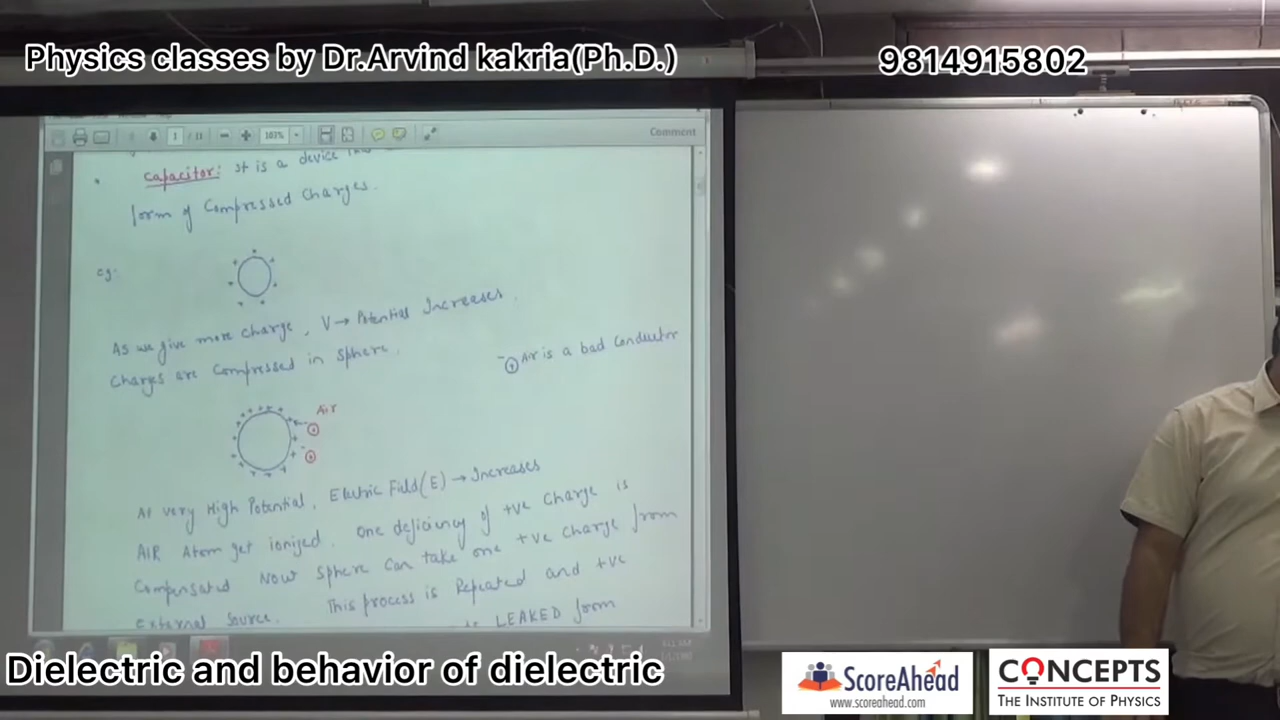 Physics classes by Dr.Arvind kakria(Ph.D.)
9814915802
1 / 11
103%
Comment
Capacitor: It is a device
form of Compressed Charges.
eg:
As we give more charge, V → Potential Increases.
Charges are Compressed in Sphere.
Air is a bad Conductor
Air
At very High Potential, Electric Field(E) → Increases
AIR Atom get ionized. One deficiency of +ve Charge is
Compensated Now Sphere Can take one +ve Charge from
External Source. This process is Repeated and +ve
LEAKED from
Dielectric and behavior of dielectric
ScoreAhead
www.scoreahead.com
CONCEPTS
THE INSTITUTE OF PHYSICS